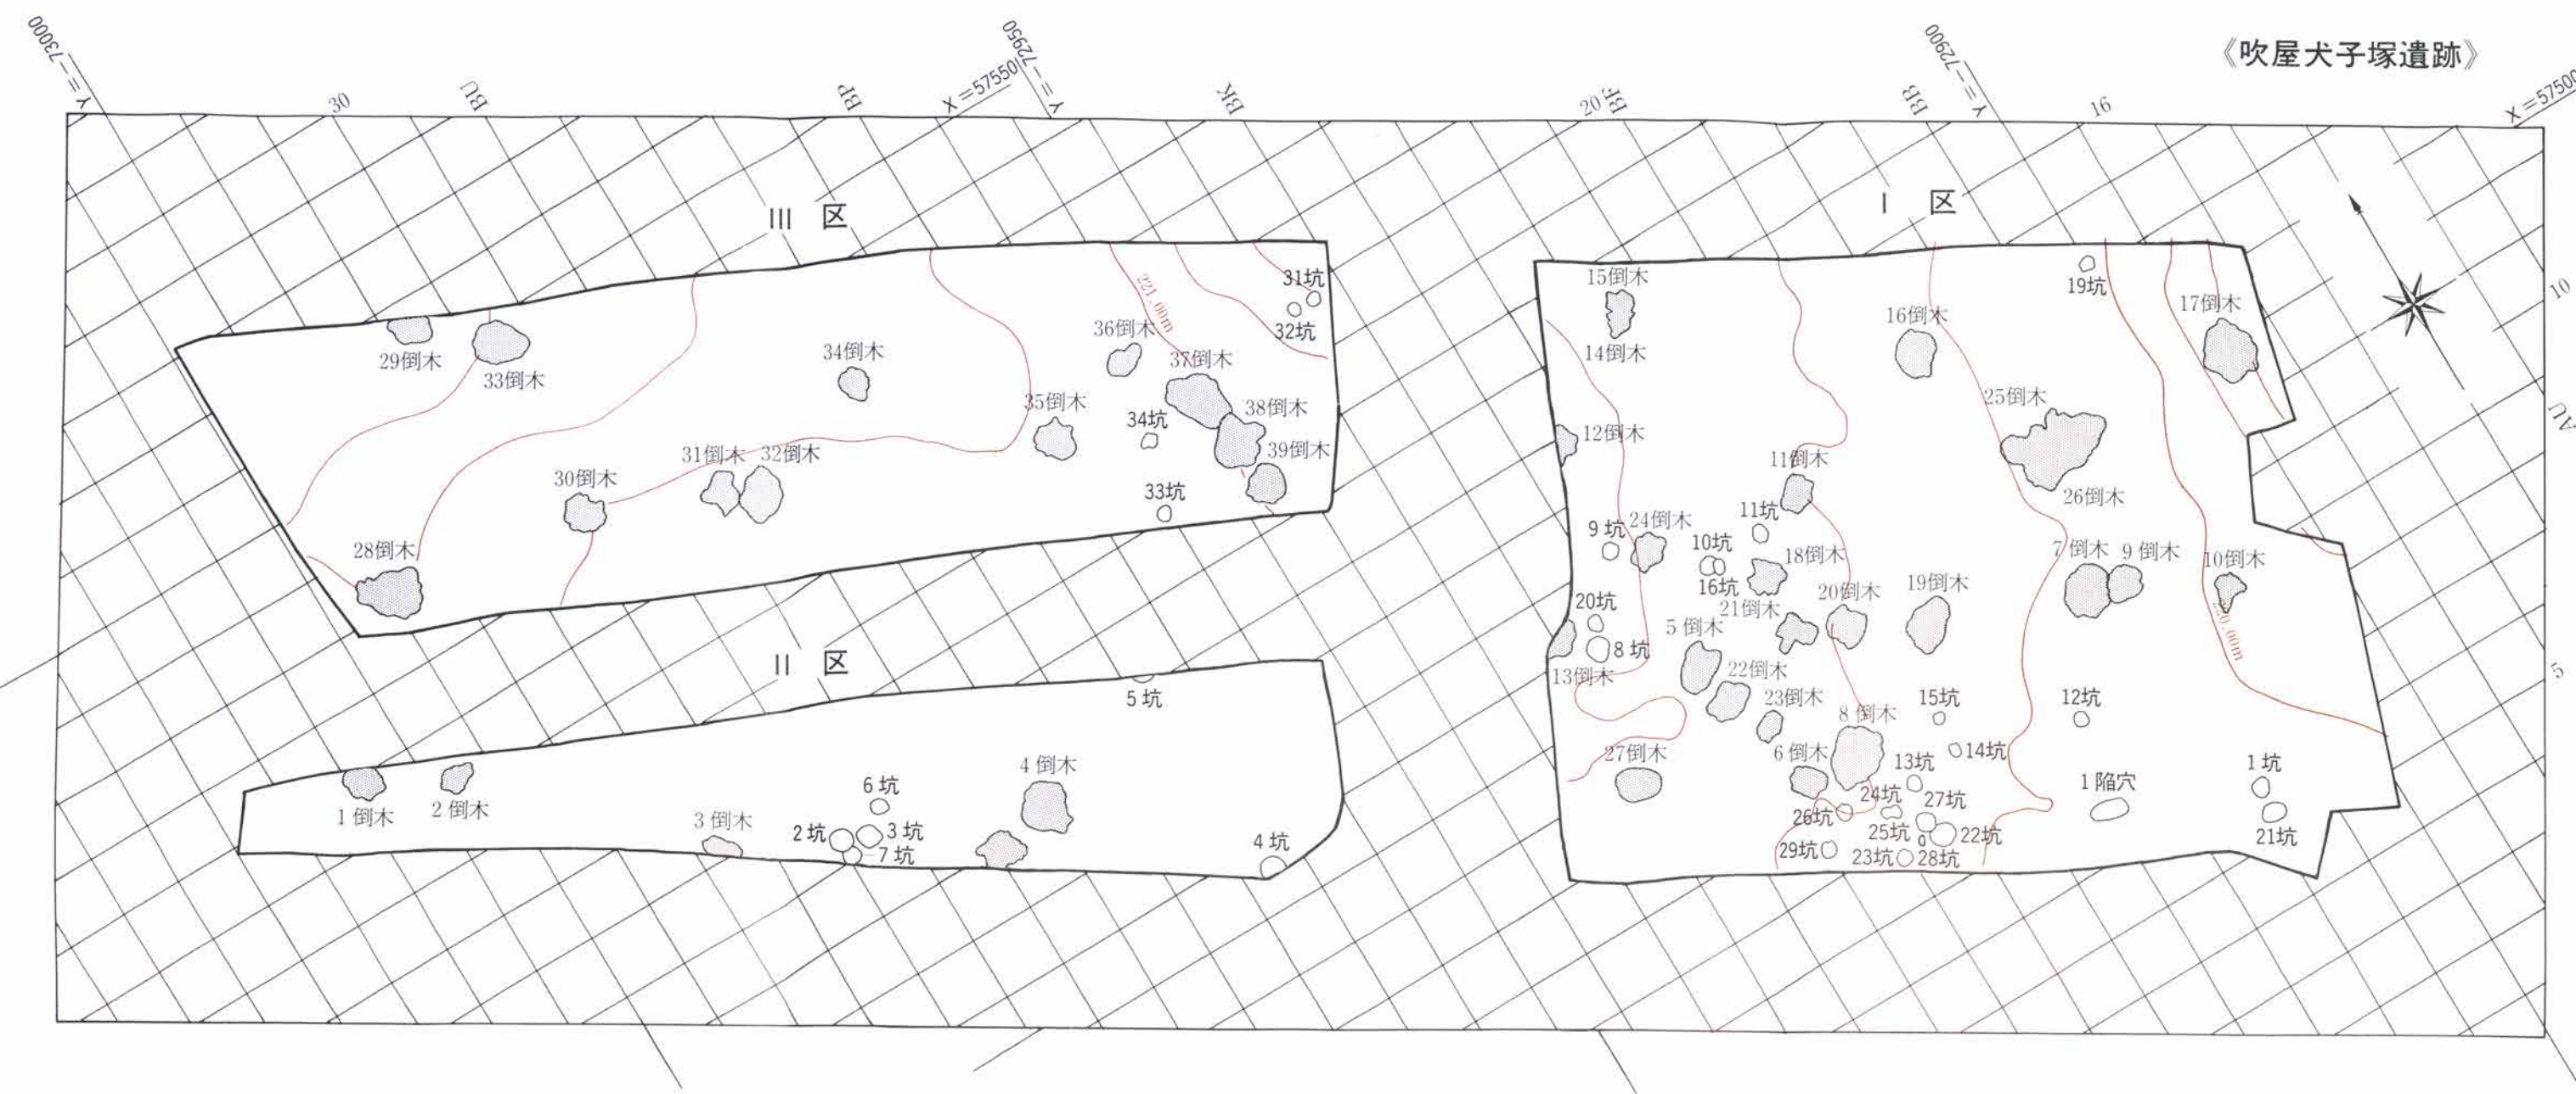 《吹屋犬子塚遺跡》
Y=-73000
30
BU
BP
X=57550
Y=-72950
BK
20
BF
BB
Y=-72900
16
X=57500
10
AU
5
III 区
29倒木
33倒木
34倒木
36倒木
222.00m
31坑
32坑
37倒木
35倒木
34坑
38倒木
39倒木
31倒木
32倒木
30倒木
33坑
28倒木
II 区
5 坑
1 倒木
2 倒木
3 倒木
6 坑
2 坑
3 坑
7 坑
4 倒木
4 坑
I 区
15倒木
14倒木
16倒木
19坑
17倒木
12倒木
25倒木
26倒木
11倒木
11坑
9 坑
24倒木
10坑
16坑
18倒木
7 倒木
9 倒木
10倒木
220.00m
20坑
8 坑
13倒木
5 倒木
21倒木
20倒木
19倒木
22倒木
23倒木
8 倒木
15坑
12坑
27倒木
6 倒木
13坑
14坑
1 陥穴
1 坑
21坑
24坑
27坑
26坑
25坑
22坑
29坑
23坑
28坑